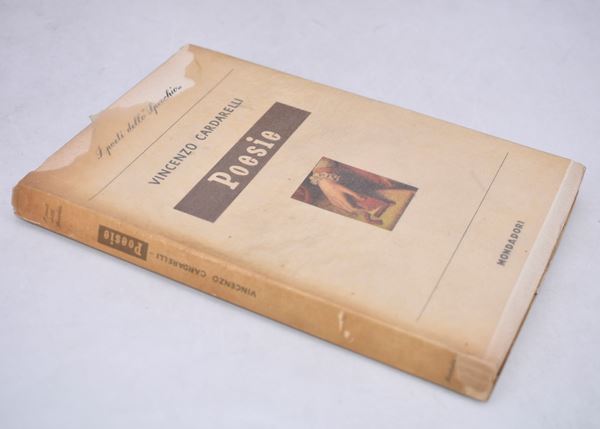 I poeti dello "Specchio"
VINCENZO CARDARELLI
Poesie
MONDADORI
Poesie
VINCENZO CARDARELLI